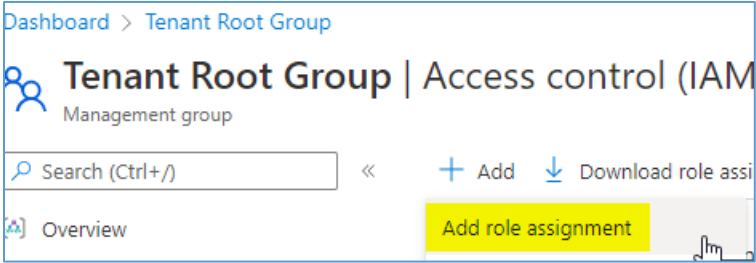 Dashboard > Tenant Root Group
Tenant Root Group | Access control (IAM
Management group
Search (Ctrl+/)
«
+ Add
Download role assi
Overview
Add role assignment